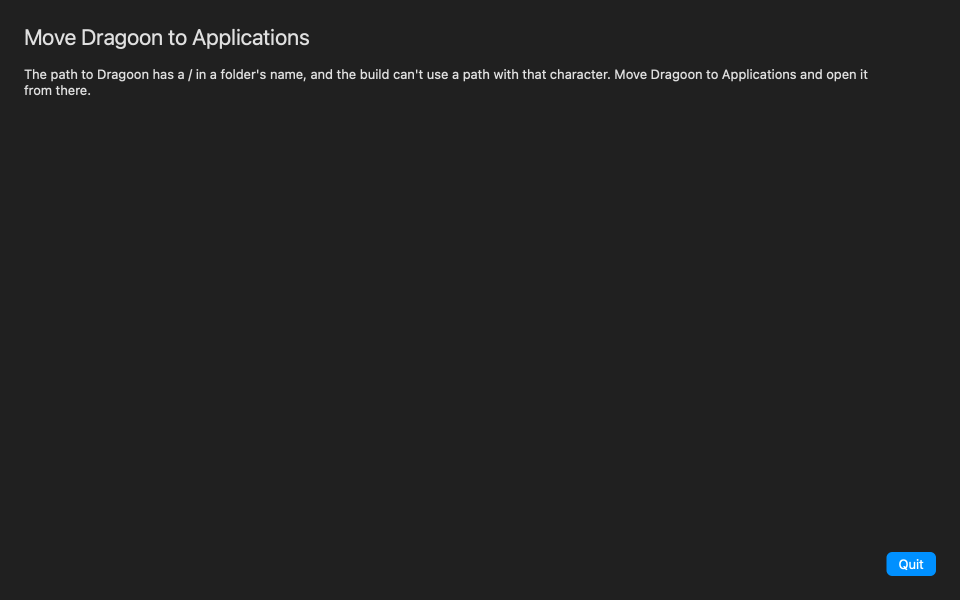 Move Dragoon to Applications
The path to Dragoon has a / in a folder's name, and the build can't use a path with that character. Move Dragoon to Applications and open it
from there.
Quit